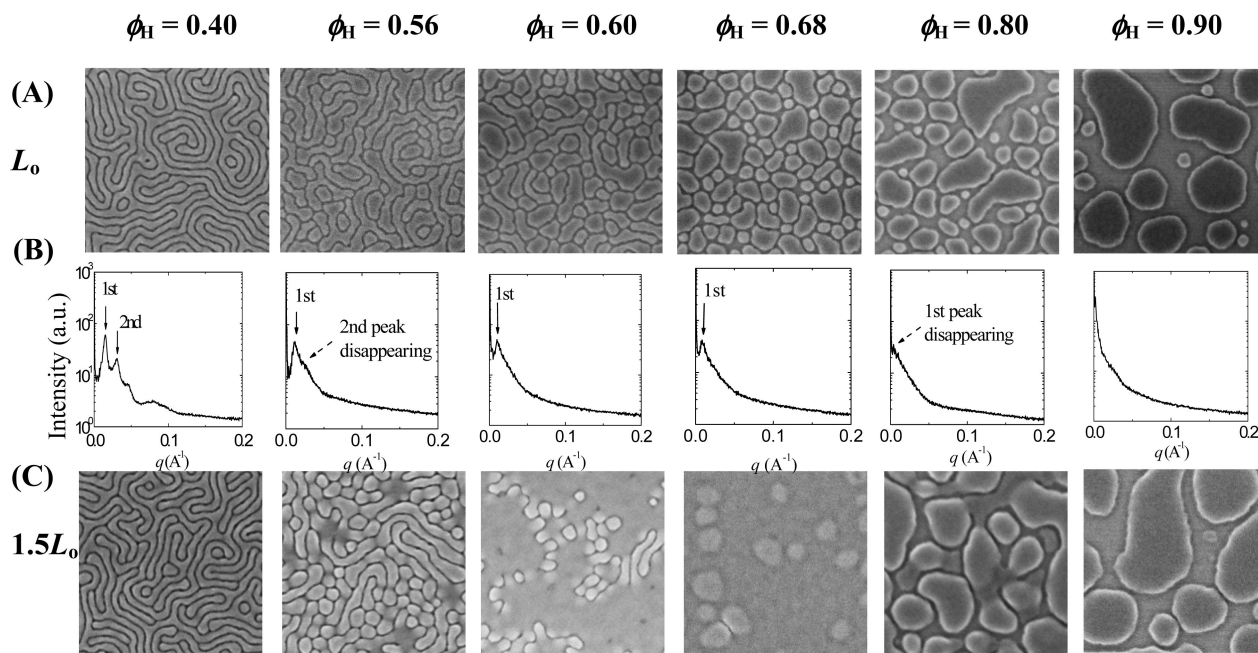 ϕH = 0.40 ϕH = 0.56 ϕH = 0.60 ϕH = 0.68 ϕH = 0.80 ϕH = 0.90
(A)
Lo
(B)
Intensity (a.u.)
10³
10²
10¹
10⁰
1st
2nd
0.0 0.1 0.2
q(A⁻¹)
1st
2nd peak
disappearing
0.0 0.1 0.2
q (A⁻¹)
1st
0.0 0.1 0.2
q (A⁻¹)
1st
0.0 0.1 0.2
q (A⁻¹)
1st peak
disappearing
0.0 0.1 0.2
q (A⁻¹)
0.0 0.1 0.2
q (A⁻¹)
(C)
1.5Lo